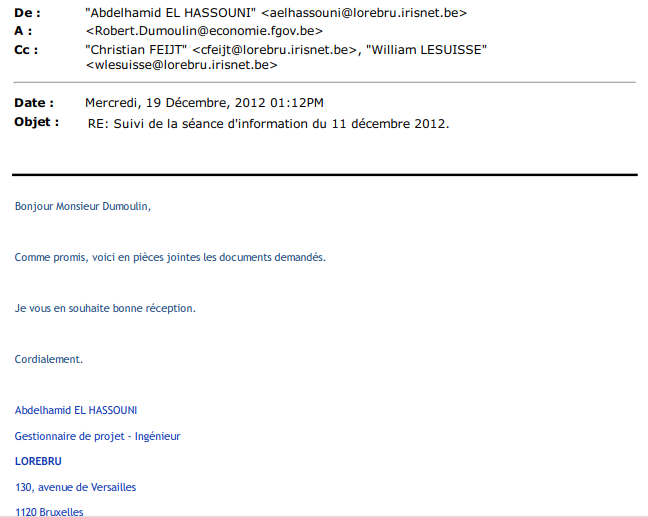 De : "Abdelhamid EL HASSOUNI" <aelhassouni@lorebru.irisnet.be>
A : <Robert.Dumoulin@economie.fgov.be>
Cc : "Christian FEIJT" <cfeijt@lorebru.irisnet.be>, "William LESUISSE"
<wlesuisse@lorebru.irisnet.be>
Date : Mercredi, 19 Décembre, 2012 01:12PM
Objet : RE: Suivi de la séance d'information du 11 décembre 2012.
Bonjour Monsieur Dumoulin,
Comme promis, voici en pièces jointes les documents demandés.
Je vous en souhaite bonne réception.
Cordialement.
Abdelhamid EL HASSOUNI
Gestionnaire de projet - Ingénieur
LOREBRU
130, avenue de Versailles
1120 Bruxelles